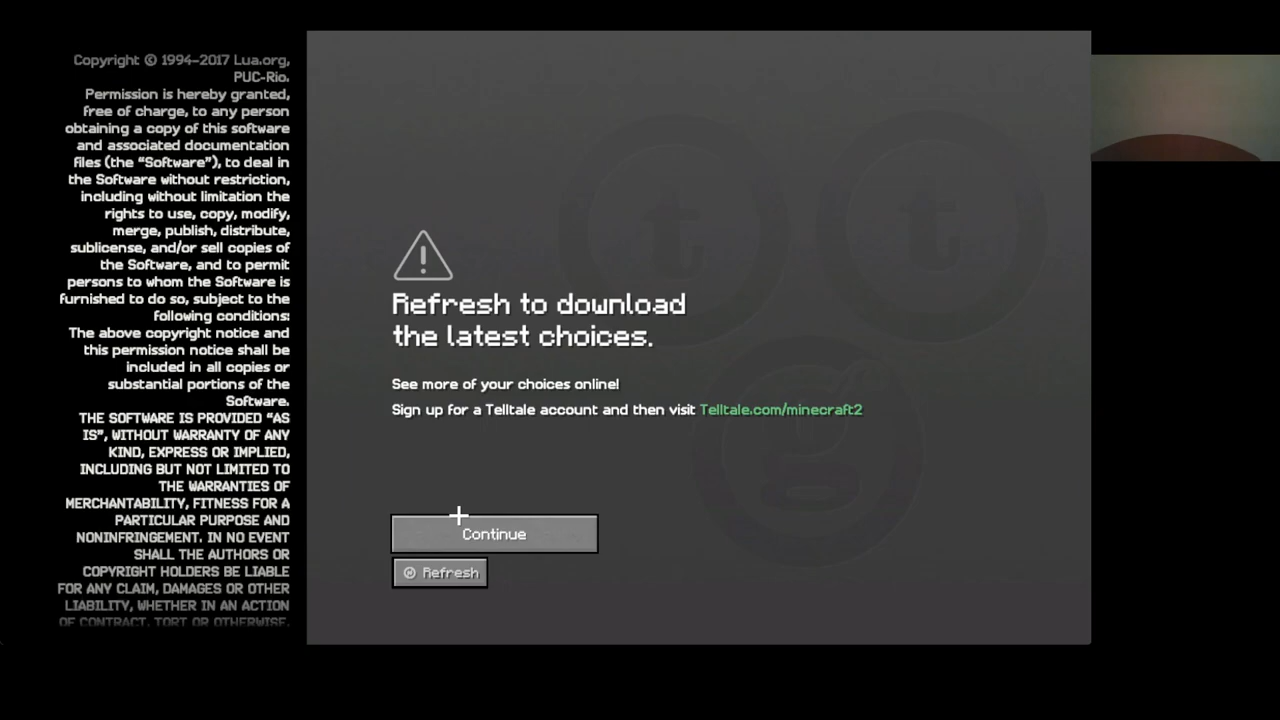 Copyright © 1994-2017 Lua.org,
PUC-Rio.
Permission is hereby granted,
free of charge, to any person
obtaining a copy of this software
and associated documentation
files (the “Software”), to deal in
the Software without restriction,
including without limitation the
rights to use, copy, modify,
merge, publish, distribute,
sublicense, and/or sell copies of
the Software, and to permit
persons to whom the Software is
furnished to do so, subject to the
following conditions:
The above copyright notice and
this permission notice shall be
included in all copies or
substantial portions of the
Software.
THE SOFTWARE IS PROVIDED “AS
IS”, WITHOUT WARRANTY OF ANY
KIND, EXPRESS OR IMPLIED,
INCLUDING BUT NOT LIMITED TO
THE WARRANTIES OF
MERCHANTABILITY, FITNESS FOR A
PARTICULAR PURPOSE AND
NONINFRINGEMENT. IN NO EVENT
SHALL THE AUTHORS OR
COPYRIGHT HOLDERS BE LIABLE
FOR ANY CLAIM, DAMAGES OR OTHER
LIABILITY, WHETHER IN AN ACTION
OF CONTRACT, TORT OR OTHERWISE,
Refresh to download
the latest choices.
See more of your choices online!
Sign up for a Telltale account and then visit Telltale.com/minecraft2
Continue
Refresh